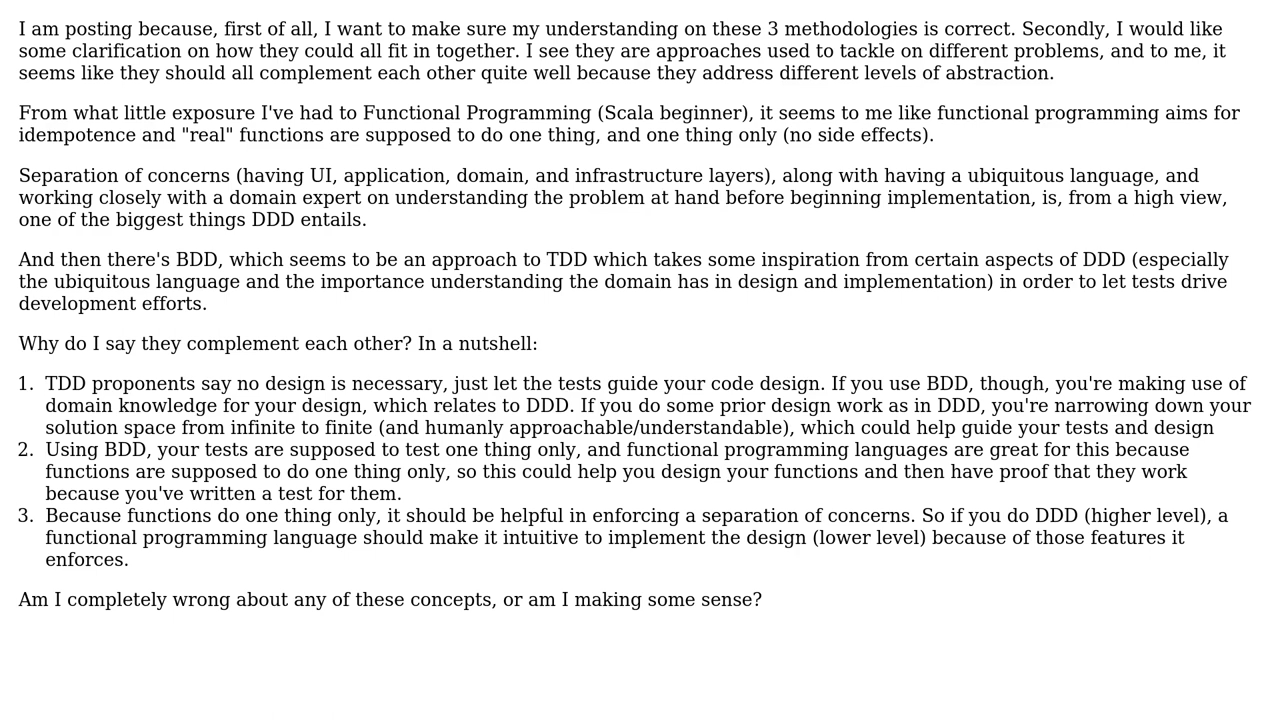 I am posting because, first of all, I want to make sure my understanding on these 3 methodologies is correct. Secondly, I would like
some clarification on how they could all fit in together. I see they are approaches used to tackle on different problems, and to me, it
seems like they should all complement each other quite well because they address different levels of abstraction.
From what little exposure I've had to Functional Programming (Scala beginner), it seems to me like functional programming aims for
idempotence and "real" functions are supposed to do one thing, and one thing only (no side effects).
Separation of concerns (having UI, application, domain, and infrastructure layers), along with having a ubiquitous language, and
working closely with a domain expert on understanding the problem at hand before beginning implementation, is, from a high view,
one of the biggest things DDD entails.
And then there's BDD, which seems to be an approach to TDD which takes some inspiration from certain aspects of DDD (especially
the ubiquitous language and the importance understanding the domain has in design and implementation) in order to let tests drive
development efforts.
Why do I say they complement each other? In a nutshell:
1. TDD proponents say no design is necessary, just let the tests guide your code design. If you use BDD, though, you're making use of
domain knowledge for your design, which relates to DDD. If you do some prior design work as in DDD, you're narrowing down your
solution space from infinite to finite (and humanly approachable/understandable), which could help guide your tests and design
2. Using BDD, your tests are supposed to test one thing only, and functional programming languages are great for this because
functions are supposed to do one thing only, so this could help you design your functions and then have proof that they work
because you've written a test for them.
3. Because functions do one thing only, it should be helpful in enforcing a separation of concerns. So if you do DDD (higher level), a
functional programming language should make it intuitive to implement the design (lower level) because of those features it
enforces.
Am I completely wrong about any of these concepts, or am I making some sense?